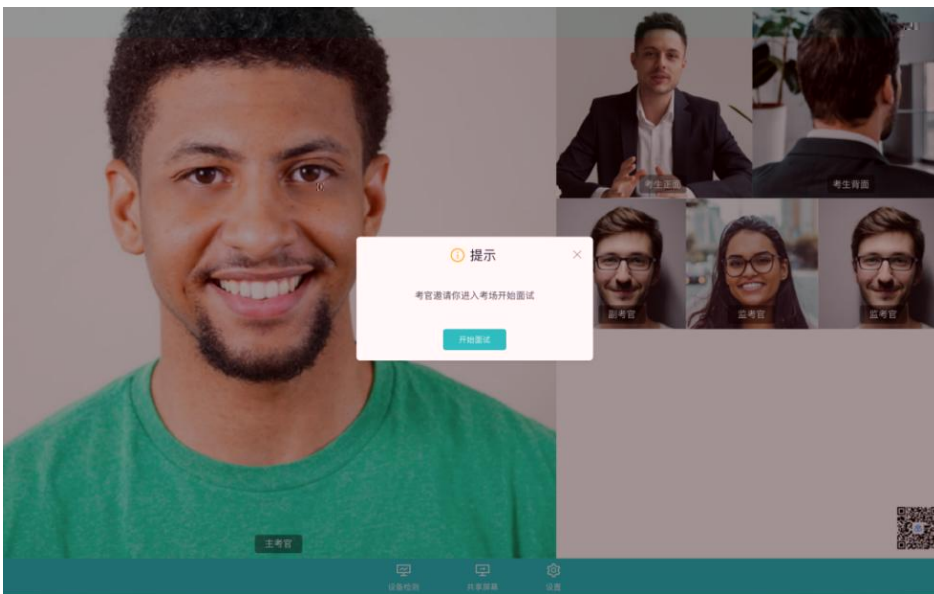 考生正面
考生背面
提示
考官邀请你进入考场开始面试
开始面试
副考官
监考官
监考官
主考官
设备检测
共享屏幕
设置